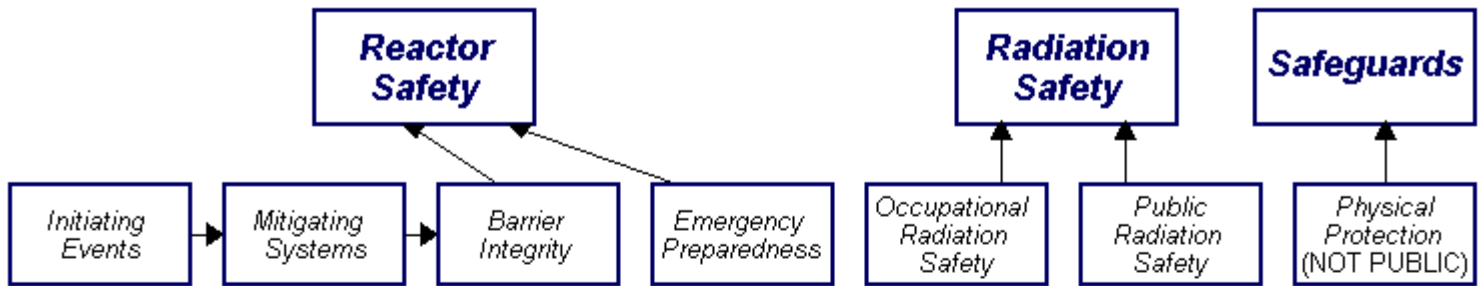 Reactor
Safety
Radiation
Safety
Safeguards
Initiating
Events
Mitigating
Systems
Barrier
Integrity
Emergency
Preparedness
Occupational
Radiation
Safety
Public
Radiation
Safety
Physical
Protection
(NOT PUBLIC)